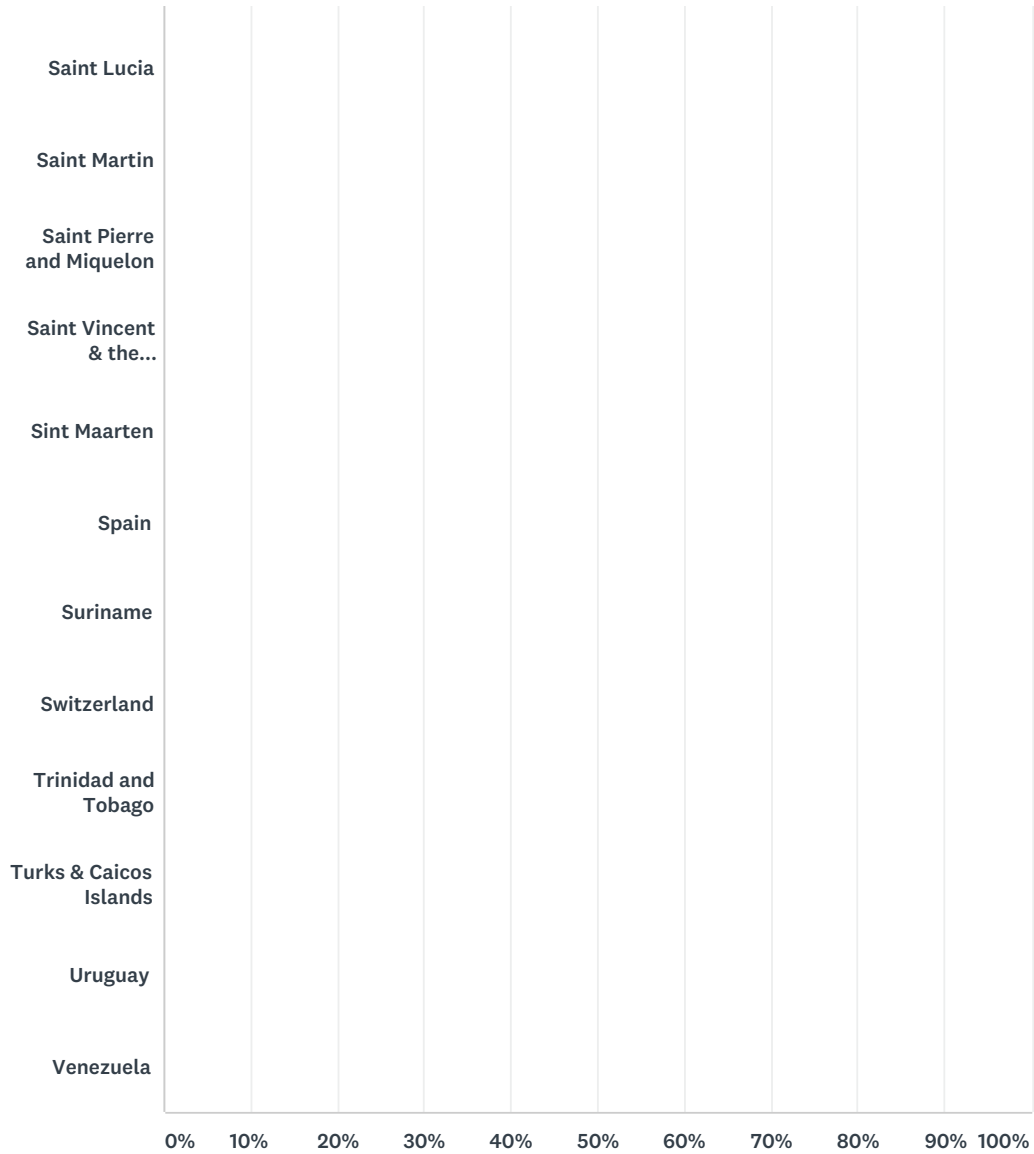 Saint Lucia
Saint Martin
Saint Pierre
and Miquelon
Saint Vincent
& the...
Sint Maarten
Spain
Suriname
Switzerland
Trinidad and
Tobago
Turks & Caicos
Islands
Uruguay
Venezuela
0% 10% 20% 30% 40% 50% 60% 70% 80% 90% 100%